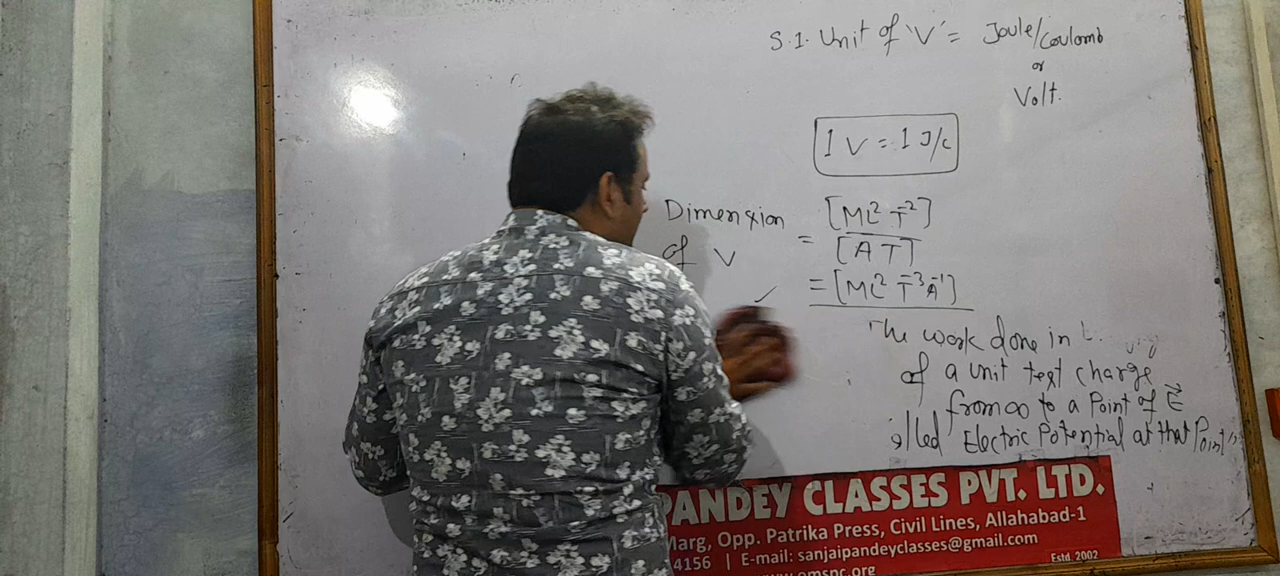 S.I. Unit of 'V' = Joule/Coulomb
or
Volt.
1 V = 1 J/C
Dimension of V = [ML² T⁻²] / [A T]
= [ML² T⁻³ A⁻¹]
The work done in
of a unit test charge
from ∞ to a Point of E⃗
lled Electric Potential at that Point"
PANDEY CLASSES PVT. LTD.
Marg, Opp. Patrika Press, Civil Lines, Allahabad-1
4156 | E-mail: sanjaipandeyclasses@gmail.com
Estd. 2002